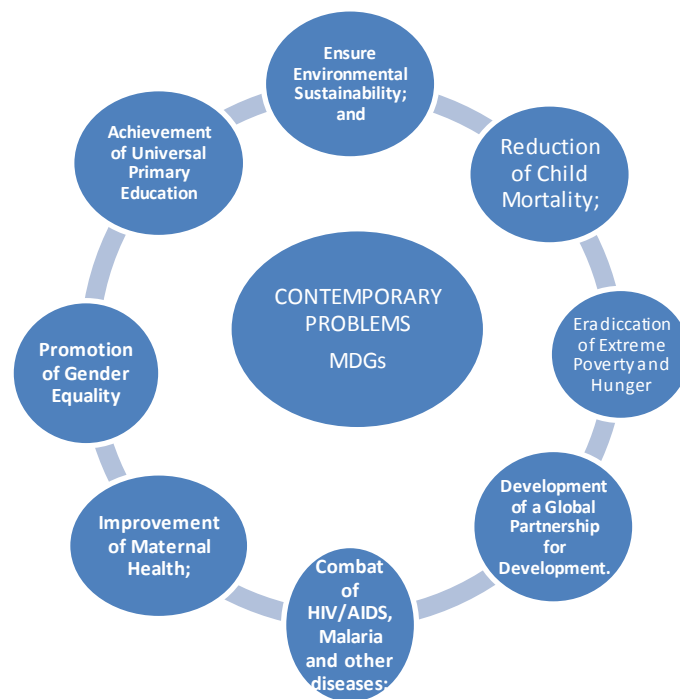 Ensure
Environmental
Sustainability;
and
Reduction
of Child
Mortality;
Eradiccation
of Extreme
Poverty and
Hunger
Development
of a Global
Partnership
for
Development.
Combat
of
HIV/AIDS,
Malaria
and other
diseases;
Improvement
of Maternal
Health;
Promotion
of Gender
Equality
Achievement
of Universal
Primary
Education
CONTEMPORARY
PROBLEMS
MDGs